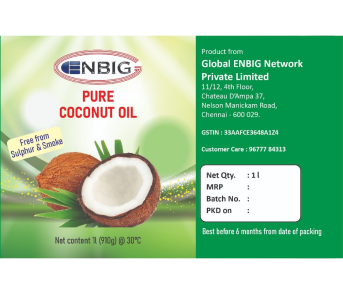 ENBIG
PURE
COCONUT OIL
Free from
Sulphur & Smoke
Net content 1l (910g) @ 30°C
Product from
Global ENBIG Network
Private Limited
11/12, 4th Floor,
Chateau D'Ampa 37,
Nelson Manickam Road,
Chennai - 600 029.
GSTIN : 33AAFCE3648A1Z4
Customer Care : 96777 84313
Net Qty. : 1 l
MRP :
Batch No. :
PKD on :
Best before 6 months from date of packing